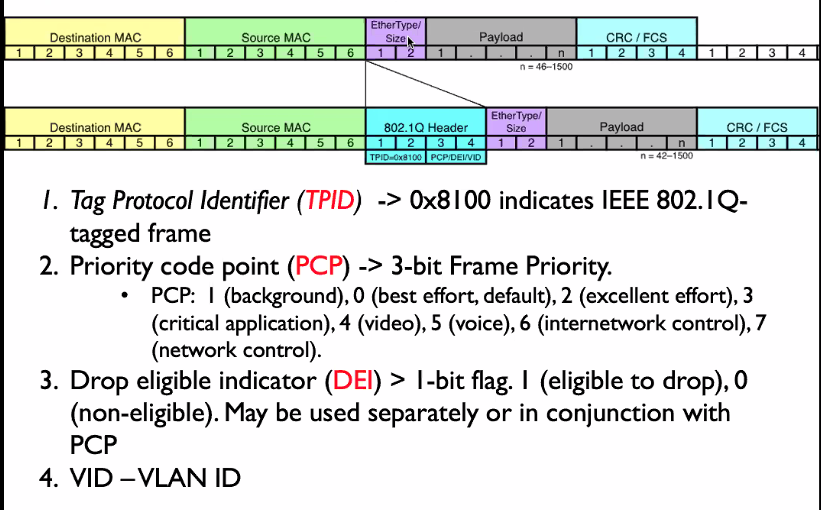 EtherType/
Destination MAC Source MAC Size Payload CRC / FCS
1 2 3 4 5 6 1 2 3 4 5 6 1 2 1 . . . n 1 2 3 4 1 2 3 4
n = 46–1500
EtherType/
Destination MAC Source MAC 802.1Q Header Size Payload CRC / FCS
1 2 3 4 5 6 1 2 3 4 5 6 1 2 3 4 1 2 1 . . . n 1 2 3 4
TPID=0x8100 PCP/DEI/VID n = 42–1500
1. Tag Protocol Identifier (TPID) -> 0x8100 indicates IEEE 802.1Q-
tagged frame
2. Priority code point (PCP) -> 3-bit Frame Priority.
• PCP: 1 (background), 0 (best effort, default), 2 (excellent effort), 3
(critical application), 4 (video), 5 (voice), 6 (internetwork control), 7
(network control).
3. Drop eligible indicator (DEI) > 1-bit flag. 1 (eligible to drop), 0
(non-eligible). May be used separately or in conjunction with
PCP
4. VID – VLAN ID